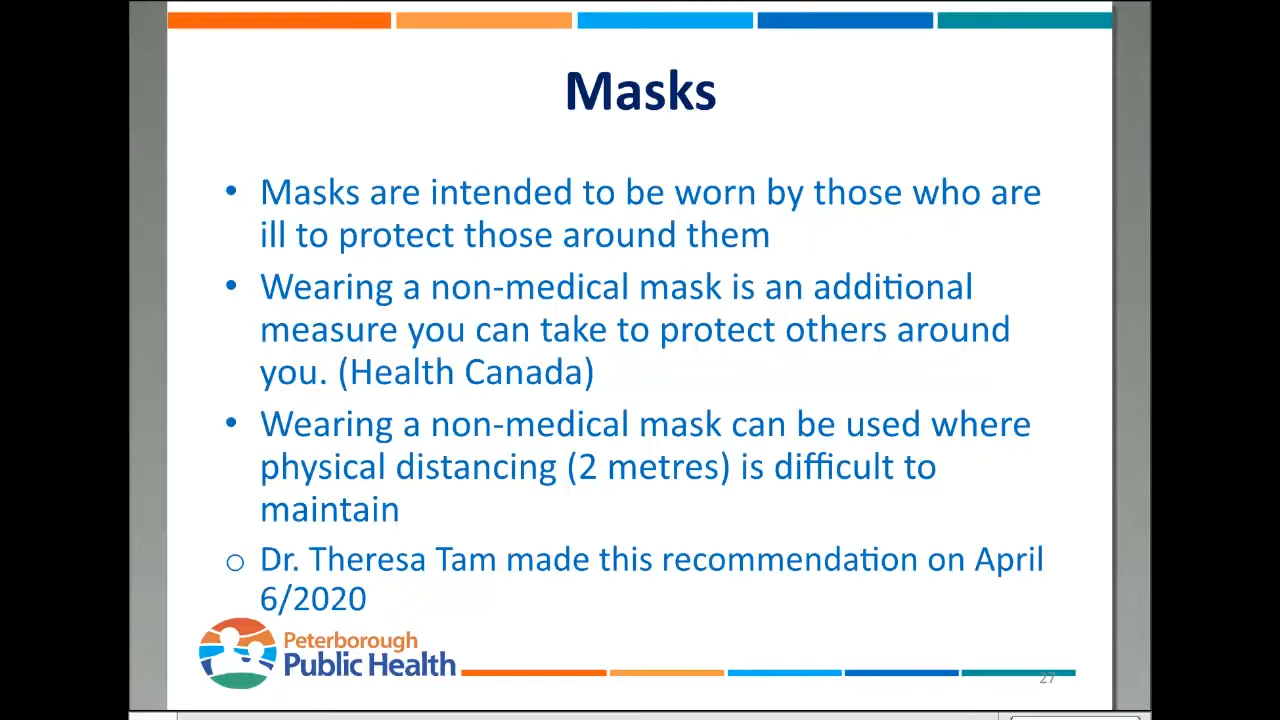 Masks
• Masks are intended to be worn by those who are
ill to protect those around them
• Wearing a non-medical mask is an additional
measure you can take to protect others around
you. (Health Canada)
• Wearing a non-medical mask can be used where
physical distancing (2 metres) is difficult to
maintain
o Dr. Theresa Tam made this recommendation on April
6/2020
Peterborough
Public Health
27